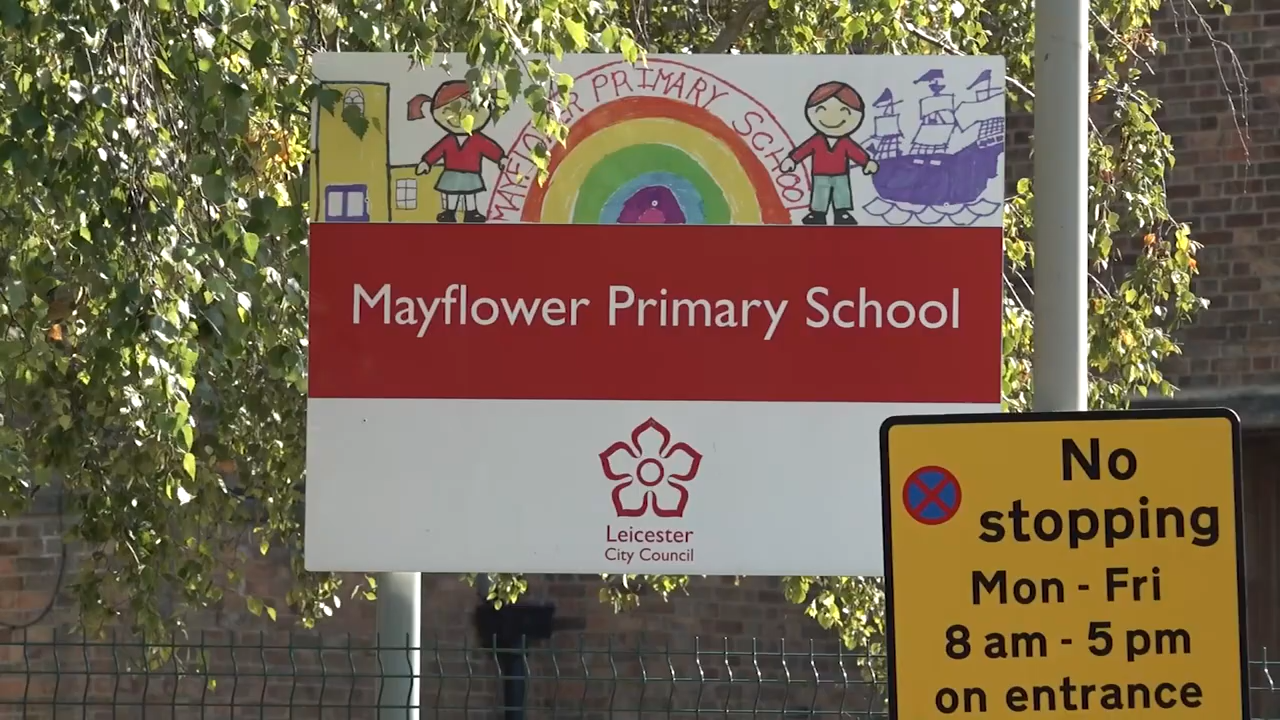 MAYFLOWER PRIMARY SCHOOL
Mayflower Primary School
Leicester
City Council
No
stopping
Mon - Fri
8 am - 5 pm
on entrance